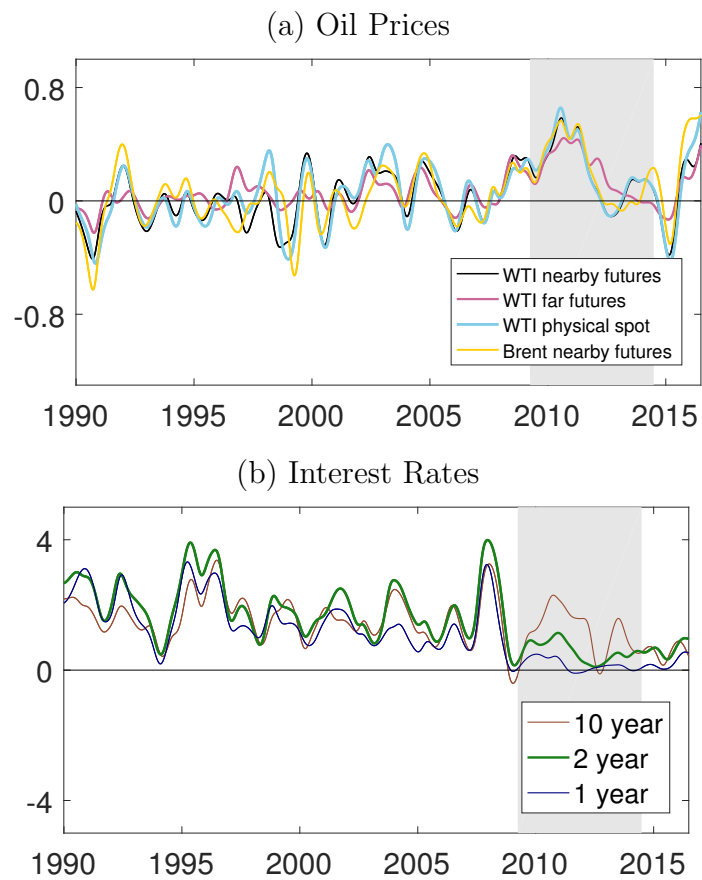 (a) Oil Prices
0.8
0
-0.8
WTI nearby futures
WTI far futures
WTI physical spot
Brent nearby futures
1990 1995 2000 2005 2010 2015
(b) Interest Rates
4
0
-4
10 year
2 year
1 year
1990 1995 2000 2005 2010 2015